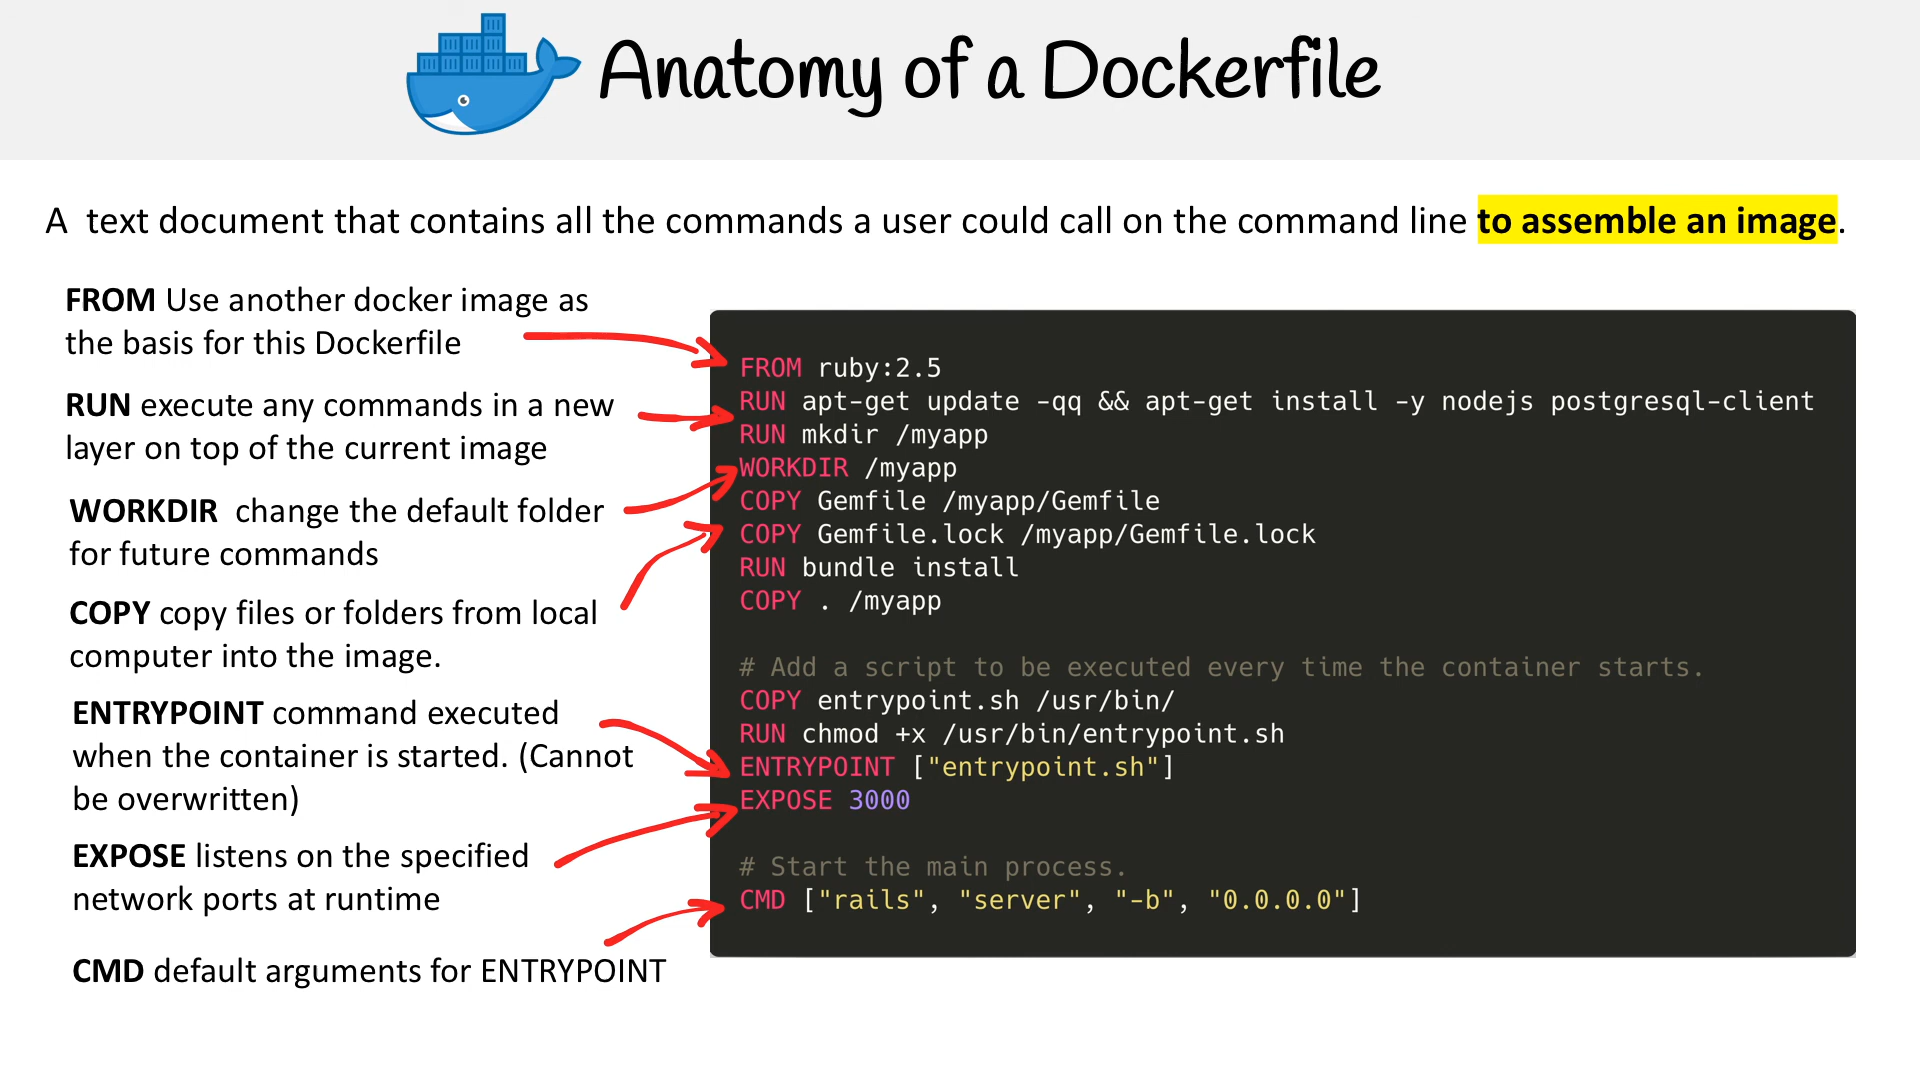 Anatomy of a Dockerfile
A  text document that contains all the commands a user could call on the command line to assemble an image.
FROM Use another docker image as
the basis for this Dockerfile
RUN execute any commands in a new
layer on top of the current image
WORKDIR  change the default folder
for future commands
COPY copy files or folders from local
computer into the image.
ENTRYPOINT command executed
when the container is started. (Cannot
be overwritten)
EXPOSE listens on the specified
network ports at runtime
CMD default arguments for ENTRYPOINT
FROM ruby:2.5
RUN apt-get update -qq && apt-get install -y nodejs postgresql-client
RUN mkdir /myapp
WORKDIR /myapp
COPY Gemfile /myapp/Gemfile
COPY Gemfile.lock /myapp/Gemfile.lock
RUN bundle install
COPY . /myapp
# Add a script to be executed every time the container starts.
COPY entrypoint.sh /usr/bin/
RUN chmod +x /usr/bin/entrypoint.sh
ENTRYPOINT ["entrypoint.sh"]
EXPOSE 3000
# Start the main process.
CMD ["rails", "server", "-b", "0.0.0.0"]